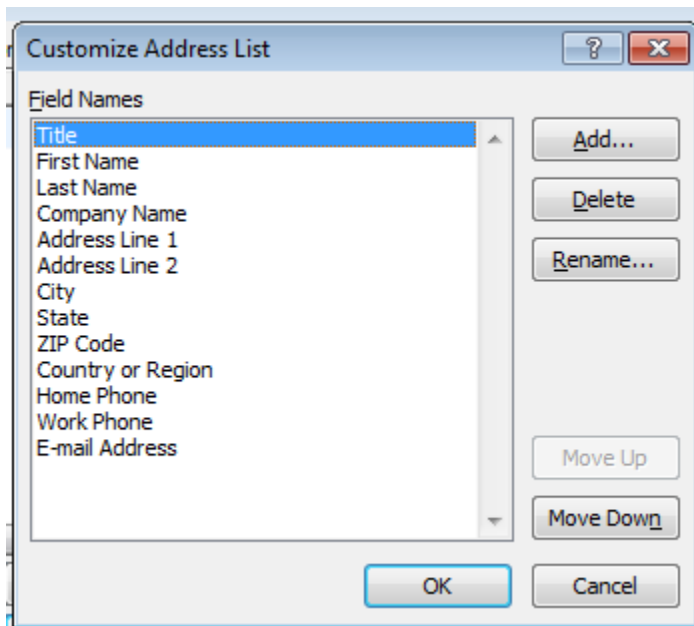 Customize Address List
?
Field Names
Title
First Name
Last Name
Company Name
Address Line 1
Address Line 2
City
State
ZIP Code
Country or Region
Home Phone
Work Phone
E-mail Address
Add...
Delete
Rename...
Move Up
Move Down
OK
Cancel